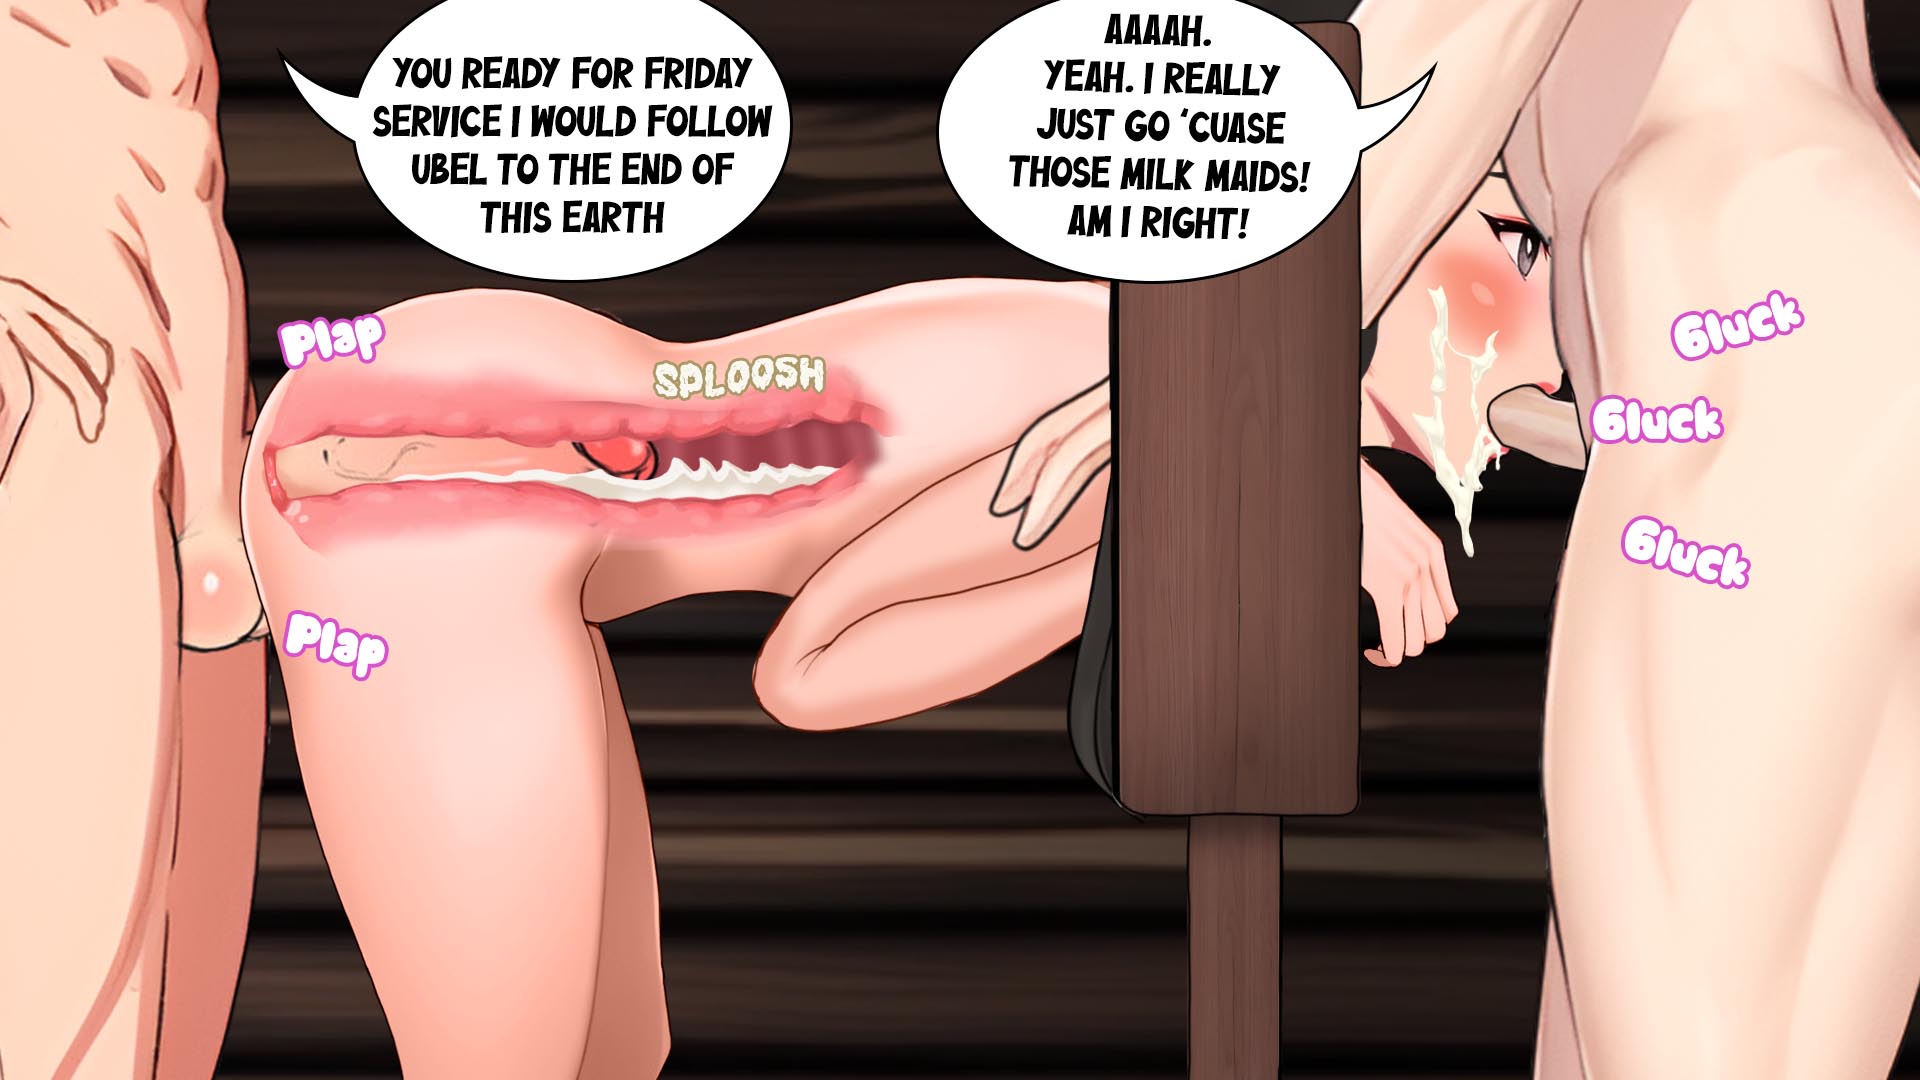 YOU READY FOR FRIDAY
SERVICE I WOULD FOLLOW
UBEL TO THE END OF
THIS EARTH
AAAAH.
YEAH. I REALLY
JUST GO 'CUASE
THOSE MILK MAIDS!
AM I RIGHT!
Plap
SPLOOSH
Gluck
Gluck
Gluck
Plap